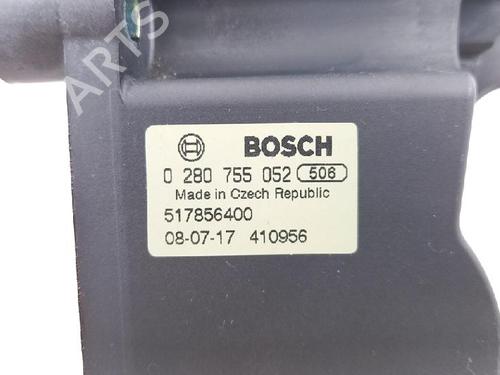 ARTS
BOSCH
0 280 755 052 506
Made in Czech Republic
517856400
08-07-17 410956